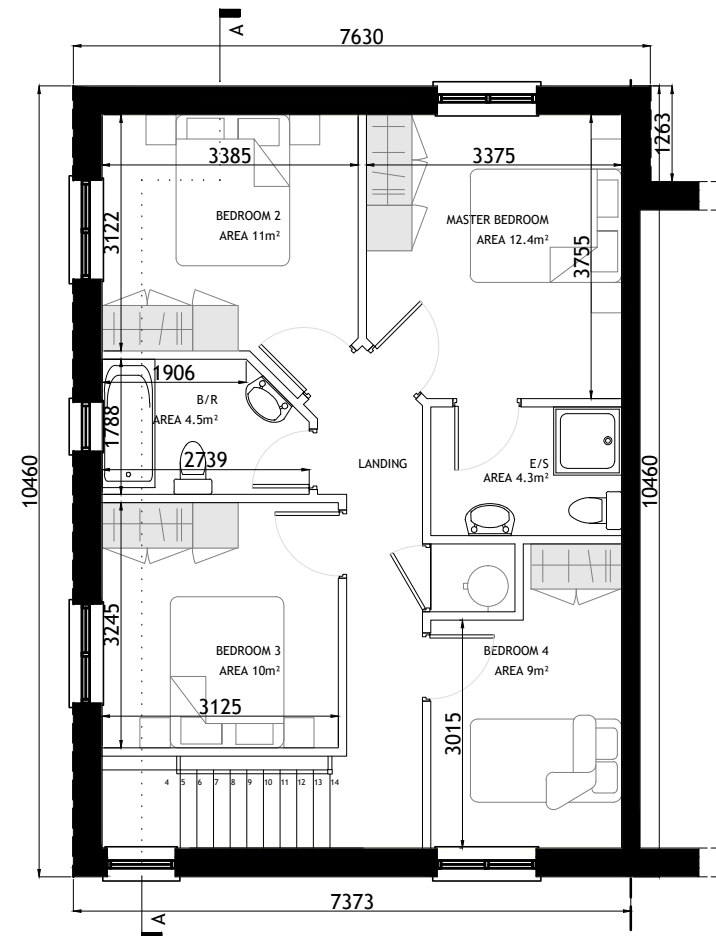 A
7630
1263
3385
3375
BEDROOM 2
AREA 11m²
MASTER BEDROOM
AREA 12.4m²
3122
3755
1906
B/R
AREA 4.5m²
1788
2739
LANDING
E/S
AREA 4.3m²
10460
10460
3245
BEDROOM 3
AREA 10m²
BEDROOM 4
AREA 9m²
3125
3015
4 5 6 7 8 9 10 11 12 13 14
7373
A